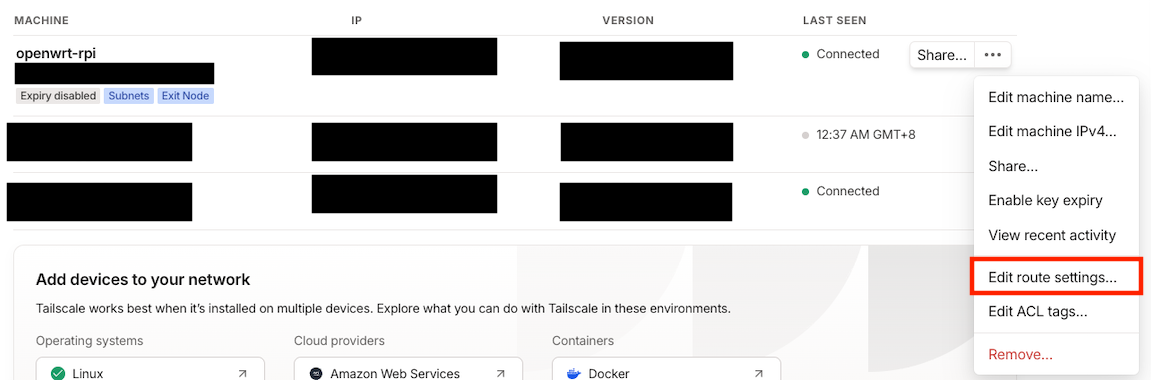 MACHINE IP VERSION LAST SEEN
openwrt-rpi Connected Share... •••
Expiry disabled Subnets Exit Node
Edit machine name...
12:37 AM GMT+8 Edit machine IPv4...
Share...
Connected Enable key expiry
View recent activity
Add devices to your network Edit route settings...
Tailscale works best when it’s installed on multiple devices. Explore what you can do with Tailscale in these environments. Edit ACL tags...
Operating systems Cloud providers Containers
Remove...
Linux Amazon Web Services Docker